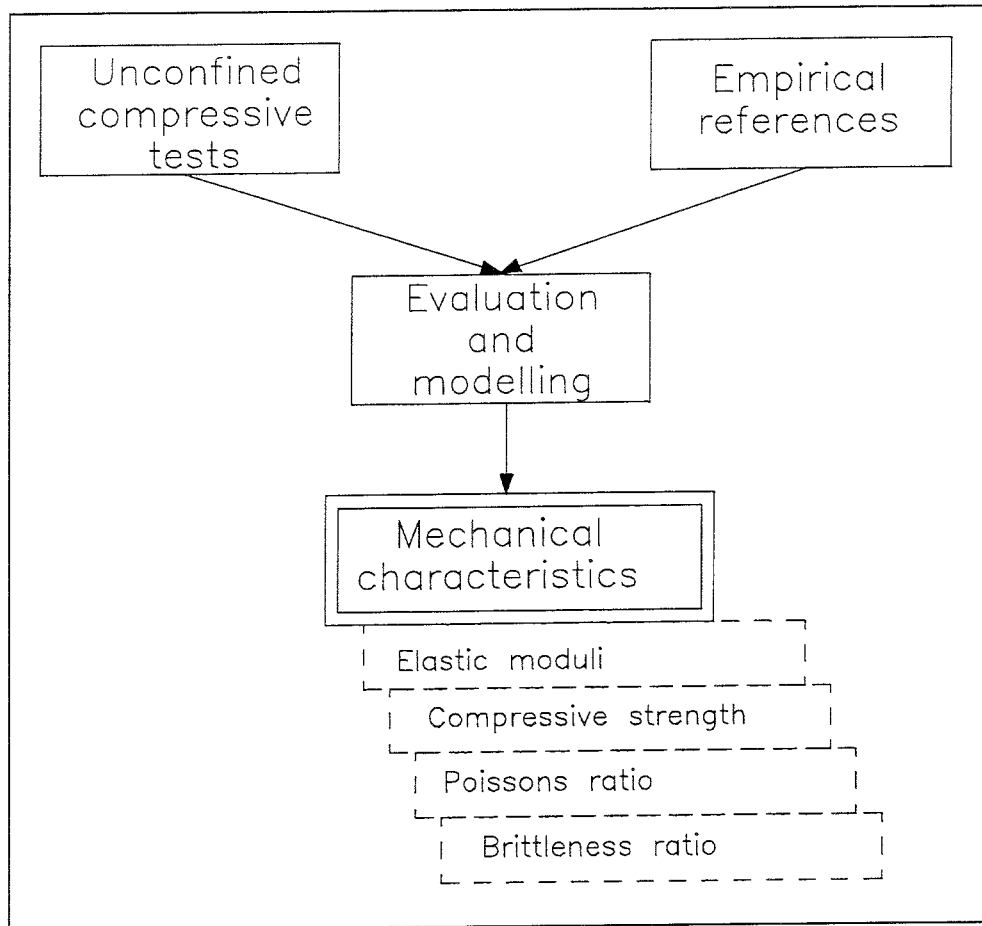 Unconfined
compressive
tests
Empirical
references
Evaluation
and
modelling
Mechanical
characteristics
Elastic moduli
Compressive strength
Poissons ratio
Brittleness ratio